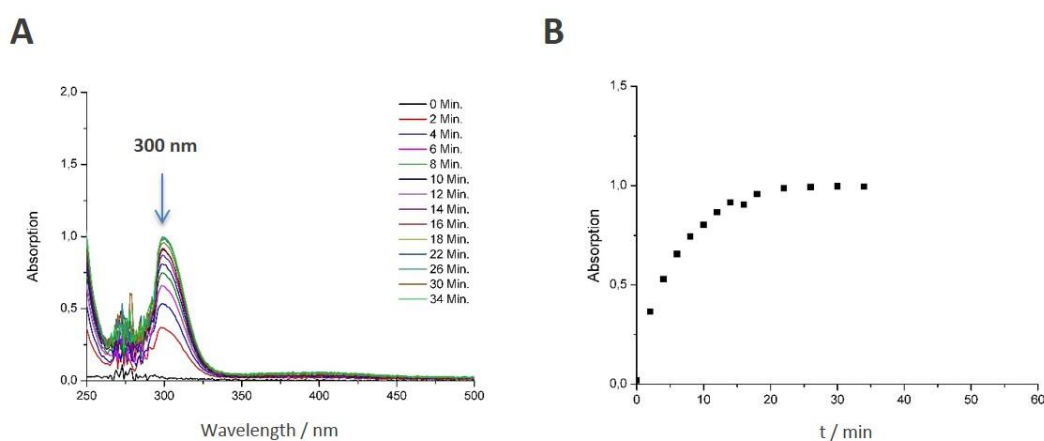 A
2,0
1,5
1,0
0,5
0,0
250
300
350
400
450
500
Absorption
Wavelength / nm
300 nm
0 Min.
2 Min.
4 Min.
6 Min.
8 Min.
10 Min.
12 Min.
14 Min.
16 Min.
18 Min.
22 Min.
26 Min.
30 Min.
34 Min.
B
1,5
1,0
0,5
0,0
0
10
20
30
40
50
60
Absorption
t / min